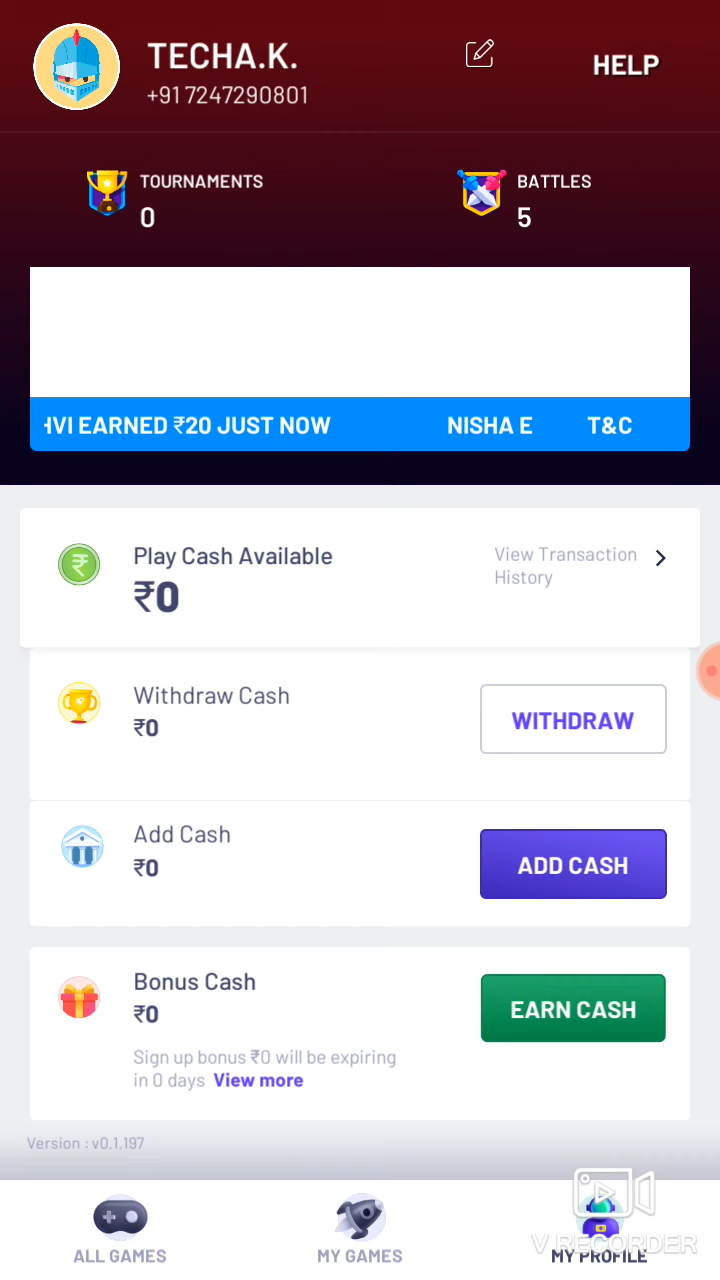 TECHA.K.
HELP
+917247290801
TOURNAMENTS
0
BATTLES
5
HVI EARNED ₹20 JUST NOW NISHA E T&C
Play Cash Available
₹0
View Transaction
History
Withdraw Cash
₹0
WITHDRAW
Add Cash
₹0
ADD CASH
Bonus Cash
₹0
EARN CASH
Sign up bonus ₹0 will be expiring
in 0 days View more
Version : v0.1.197
V RECORDER
ALL GAMES
MY GAMES
MY PROFILE